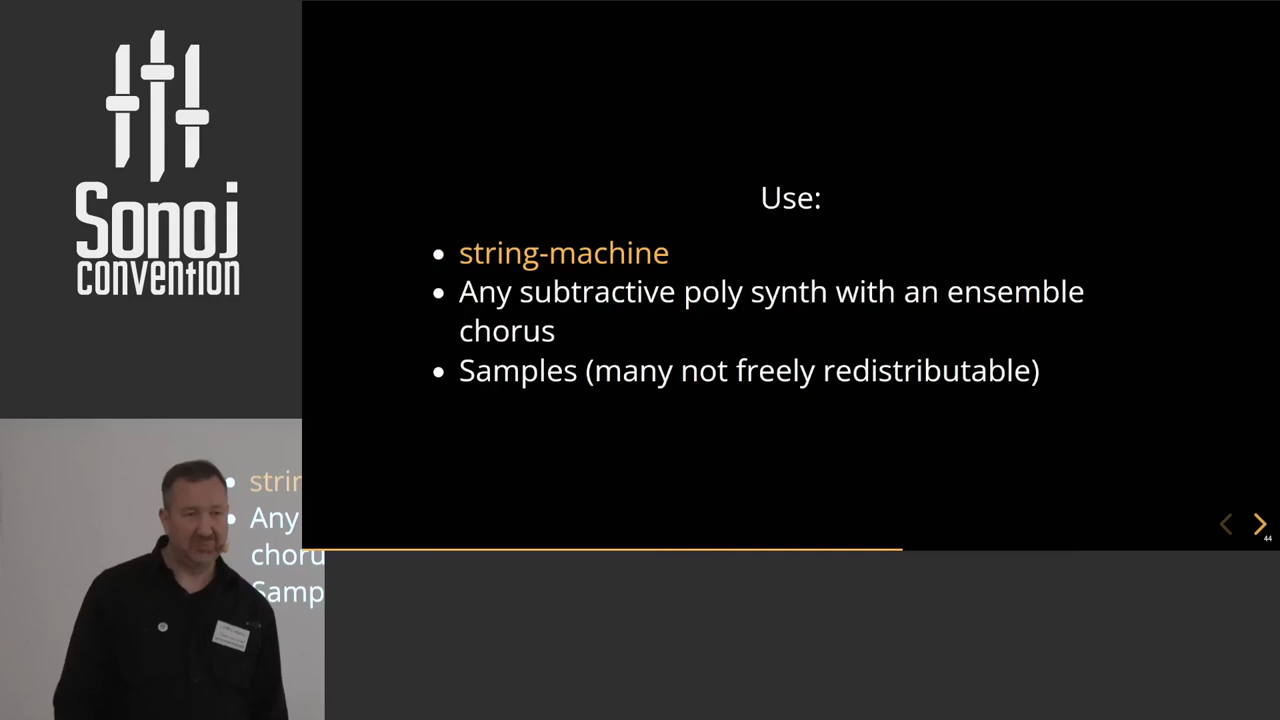 Sonoj
convention
Use:
string-machine
Any subtractive poly synth with an ensemble
chorus
Samples (many not freely redistributable)
44
strin
Any
choru
Samp